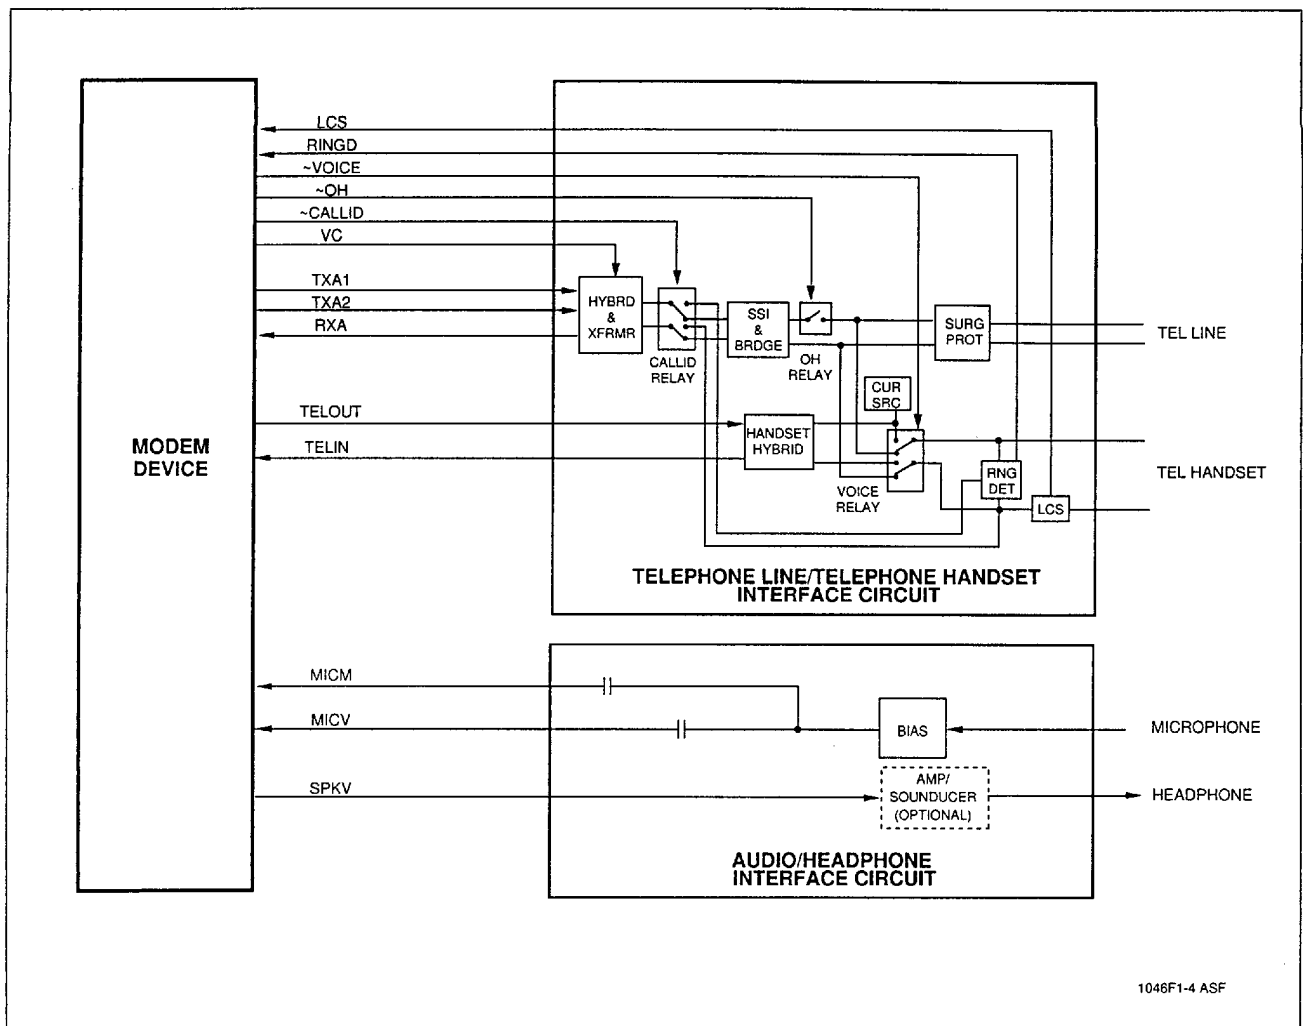 LCS
RINGD
~VOICE
~OH
~CALLID
VC
TXA1
TXA2
RXA
TELOUT
TELIN
MODEM
DEVICE
HYBRD
&
XFRMR
CALLID
RELAY
SSI
&
BRDGE
OH
RELAY
SURG
PROT
TEL LINE
CUR
SRC
HANDSET
HYBRID
VOICE
RELAY
RNG
DET
LCS
TEL HANDSET
TELEPHONE LINE/TELEPHONE HANDSET
INTERFACE CIRCUIT
MICM
MICV
SPKV
BIAS
MICROPHONE
AMP/
SOUNDUCER
(OPTIONAL)
HEADPHONE
AUDIO/HEADPHONE
INTERFACE CIRCUIT
1046F1-4 ASF